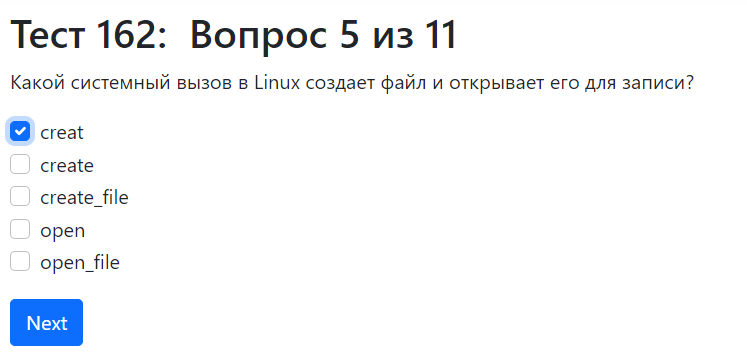 Тест 162: Вопрос 5 из 11
Какой системный вызов в Linux создает файл и открывает его для записи?
creat
create
create_file
open
open_file
Next